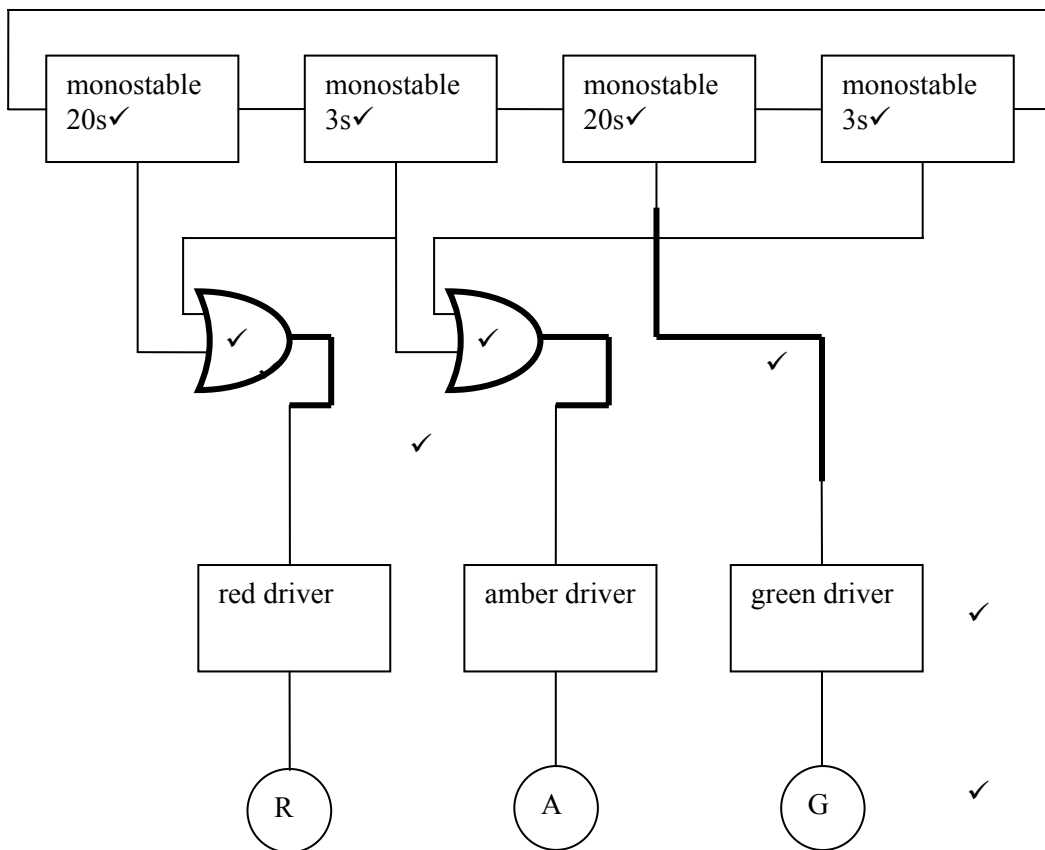 monostable
20s✓
monostable
3s✓
monostable
20s✓
monostable
3s✓
✓
✓
✓
✓
red driver
amber driver
green driver
✓
R
A
G
✓